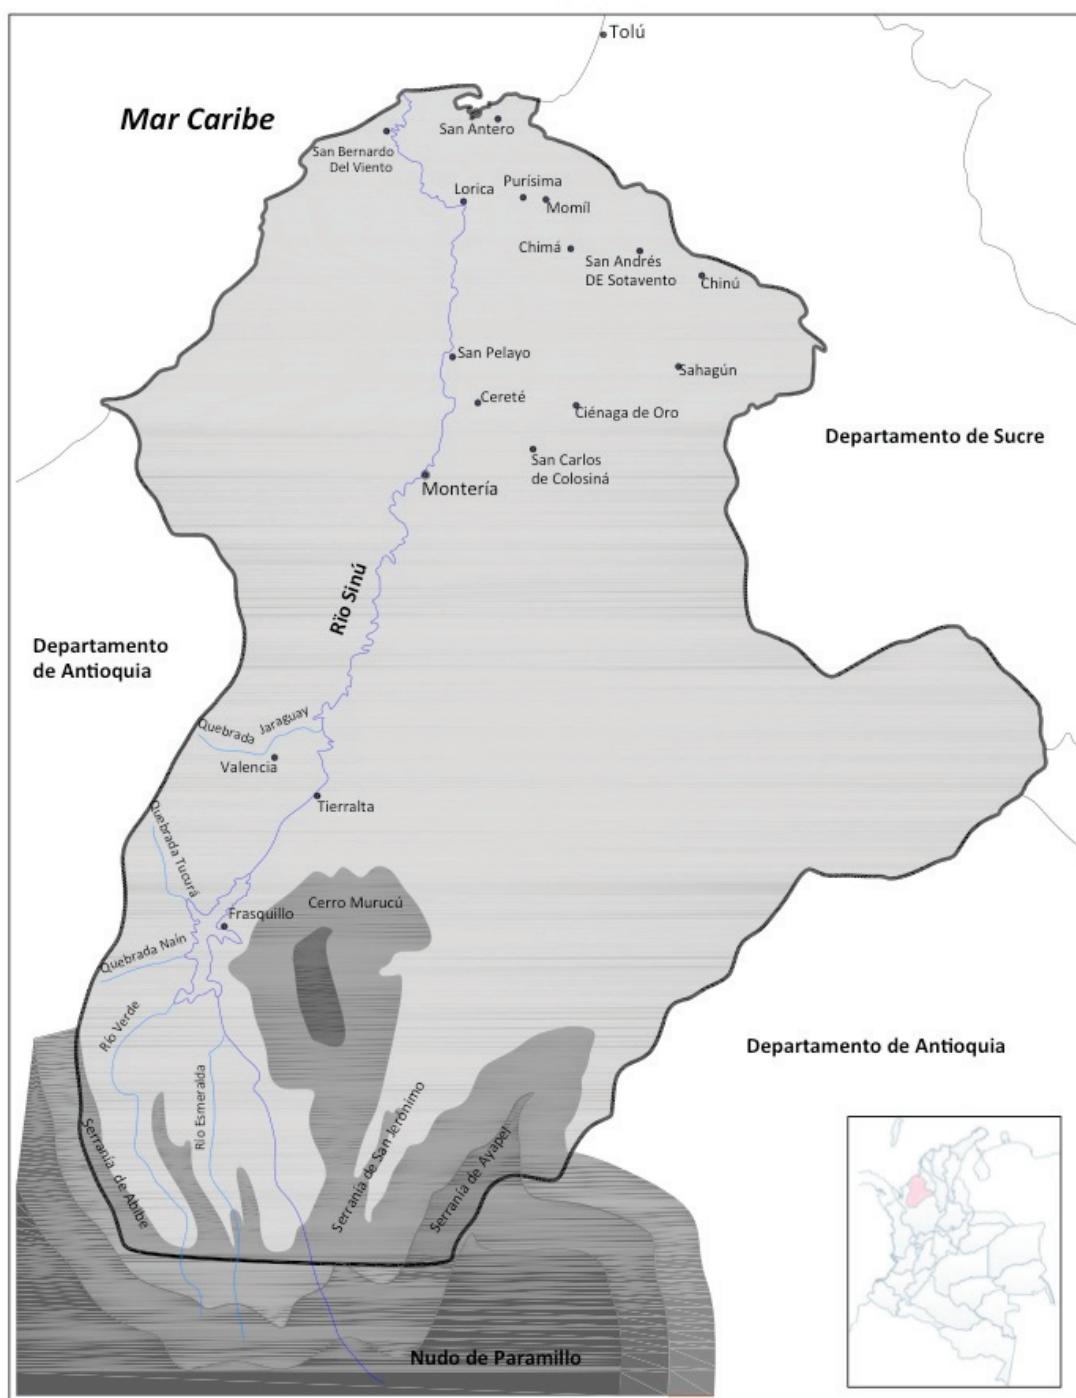 Tolú
Mar Caribe
San Antero
San Bernardo
Del Viento
Lorica
Purísima
Momíl
Chimá
San Andrés
DE Sotavento
Chinú
San Pelayo
Sahagún
Cereté
Ciénaga de Oro
Departamento de Sucre
San Carlos
de Colosiná
Montería
Rïo Sinú
Departamento
de Antioquia
Quebrada Jaraguay
Valencia
Tierralta
Quebrada Tucurá
Cerro Murucú
Frasquillo
Quebrada Naín
Río Verde
Departamento de Antioquia
Río Esmeralda
Serranía de San Jerónimo
Serranía de Abibe
Serranía de Ayapel
Nudo de Paramillo